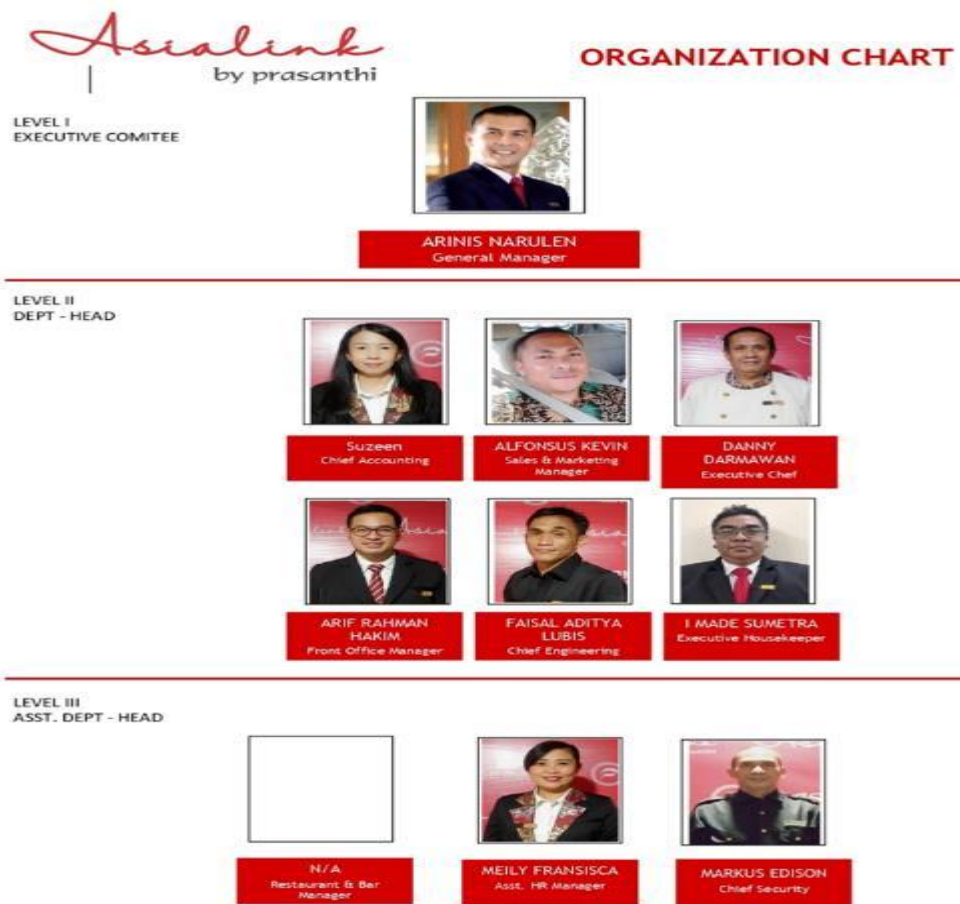 Asialink
by prasanthi
ORGANIZATION CHART
LEVEL I
EXECUTIVE COMITEE
ARINIS NARULEN
General Manager
LEVEL II
DEPT - HEAD
Suzeen
Chief Accounting
ALFONSUS KEVIN
Sales & Marketing
Manager
DANNY
DARMAWAN
Executive Chef
ARIF RAHMAN
HAKIM
Front Office Manager
FAISAL ADITYA
LUBIS
Chief Engineering
I MADE SUMETRA
Executive Housekeeper
LEVEL III
ASST. DEPT - HEAD
N/A
Restaurant & Bar
Manager
MEILY FRANSISCA
Asst. HR Manager
MARKUS EDISON
Chief Security